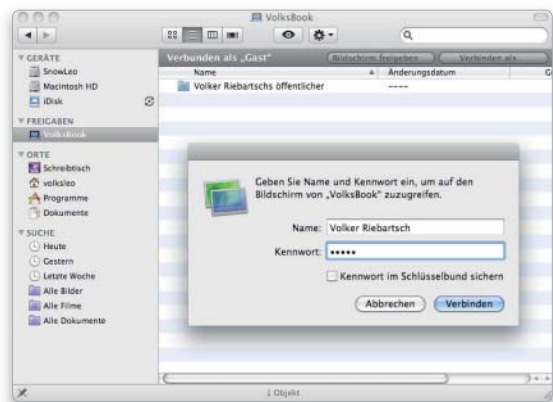 VolksBook
Verbunden als „Gast“
Bildschirm freigeben
Verbinden als ...
Name
Änderungsdatum
G
Volker Riebartschs öffentlicher
----
GERÄTE
SnowLeo
Macintosh HD
iDisk
FREIGABEN
VolksBook
ORTE
Schreibtisch
volksleo
Programme
Dokumente
SUCHE
Heute
Gestern
Letzte Woche
Alle Bilder
Alle Filme
Alle Dokumente
Geben Sie Name und Kennwort ein, um auf den
Bildschirm von „VolksBook“ zuzugreifen.
Name: Volker Riebartsch
Kennwort: •••••
Kennwort im Schlüsselbund sichern
Abbrechen
Verbinden
1 Objekt